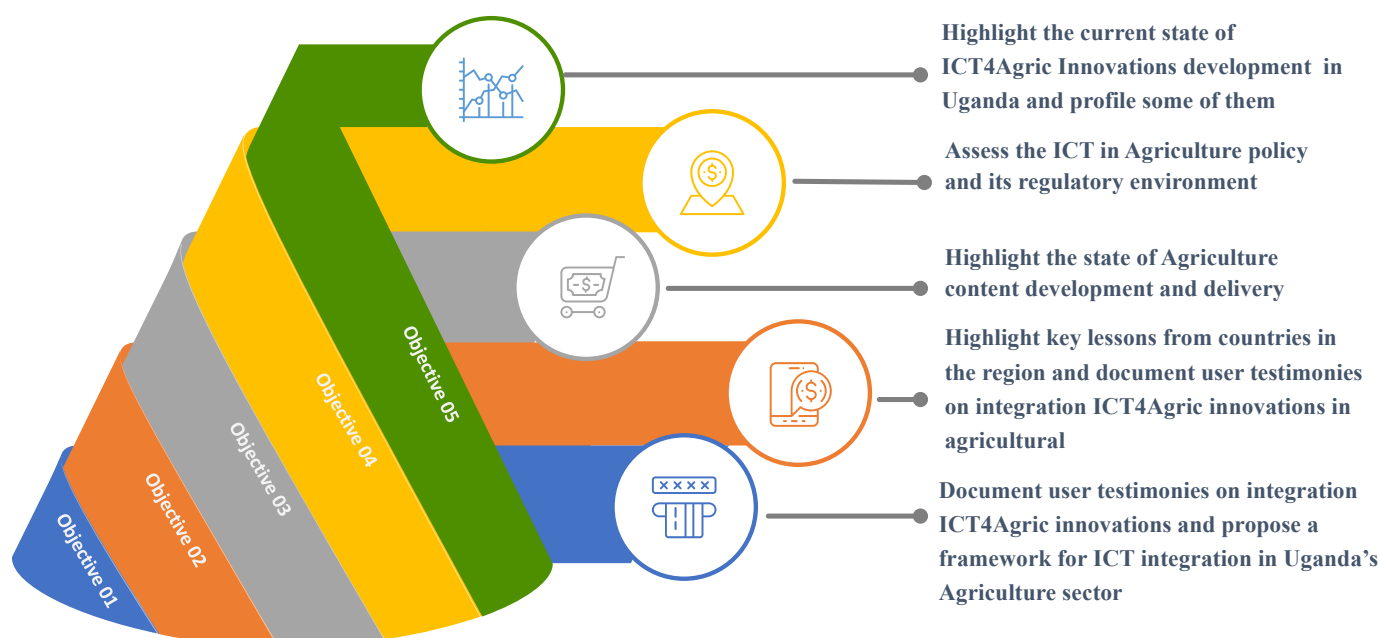 Highlight the current state of
ICT4Agric Innovations development in
Uganda and profile some of them
Assess the ICT in Agriculture policy
and its regulatory environment
Highlight the state of Agriculture
content development and delivery
Highlight key lessons from countries in
the region and document user testimonies
on integration ICT4Agric innovations in
agricultural
Document user testimonies on integration
ICT4Agric innovations and propose a
framework for ICT integration in Uganda’s
Agriculture sector
Objective 01
Objective 02
Objective 03
Objective 04
Objective 05
$
$
-$-
$
××××